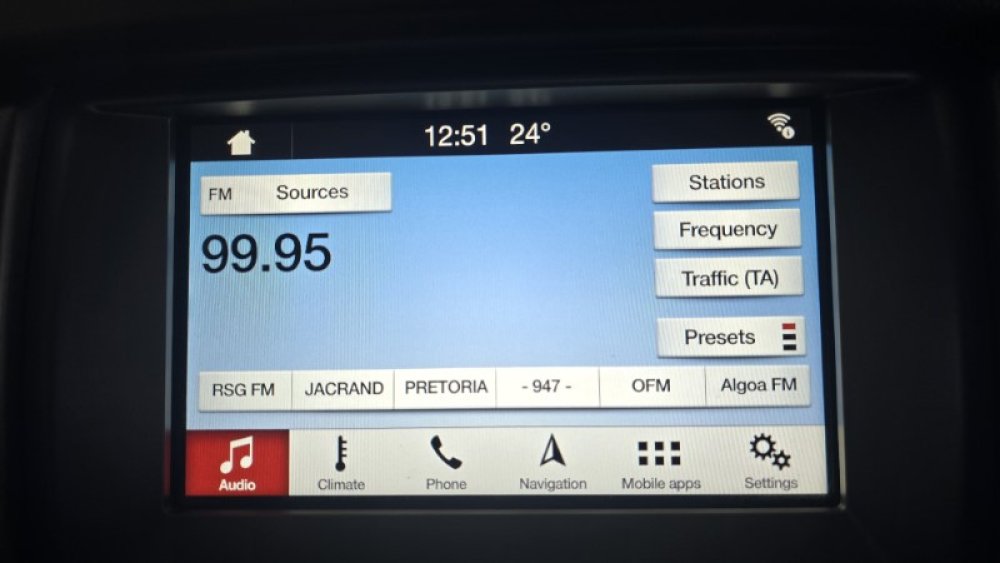 12:51 24°
FM Sources
99.95
Stations
Frequency
Traffic (TA)
Presets
RSG FM JACRAND PRETORIA - 947 - OFM Algoa FM
Audio Climate Phone Navigation Mobile apps Settings